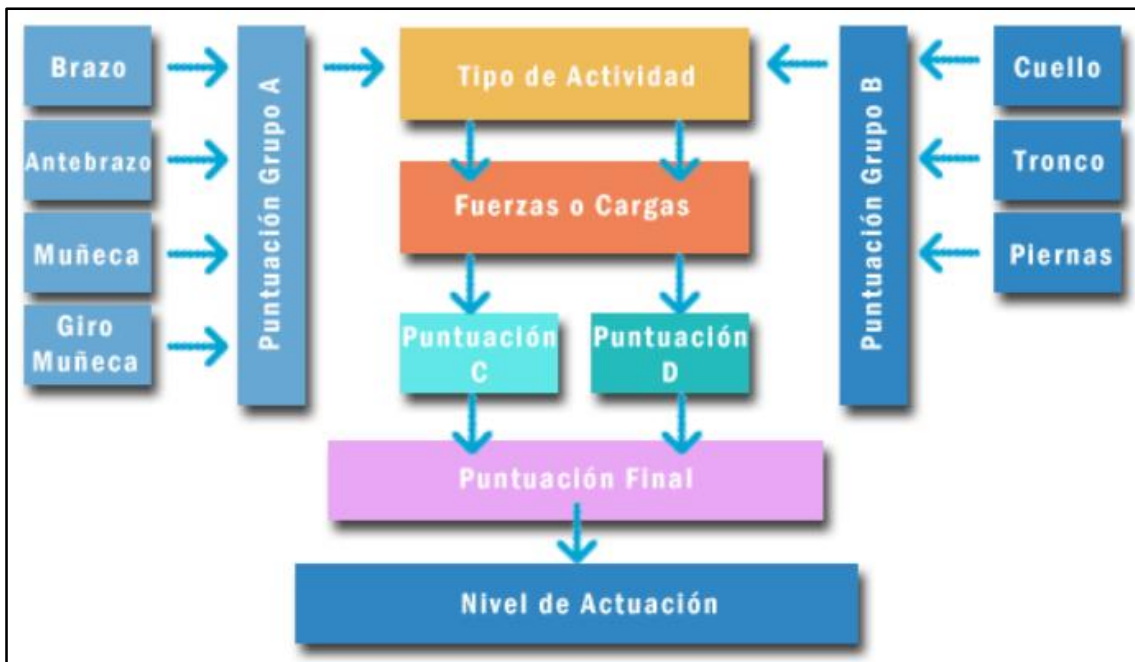 Brazo
Antebrazo
Muñeca
Giro
Muñeca
Puntuación Grupo A
Tipo de Actividad
Fuerzas o Cargas
Puntuación
C
Puntuación
D
Puntuación Final
Nivel de Actuación
Puntuación Grupo B
Cuello
Tronco
Piernas